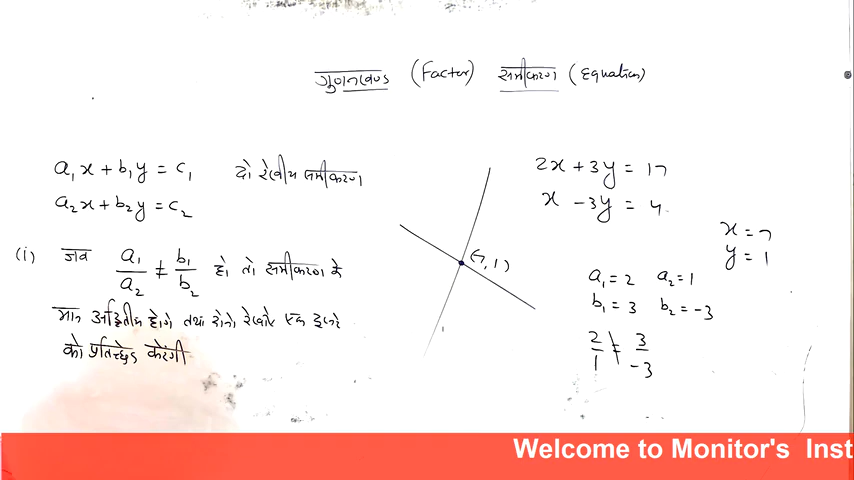 गुणनखण्ड (Factor) समीकरण (Equation)
a₁x + b₁y = c₁ दो रेखीय समीकरण
a₂x + b₂y = c₂
(i) जब a₁/a₂ ≠ b₁/b₂ हो तो समीकरण के
मान अद्वितीय होंगे तथा दोनो रेखाएं एक दूसरे
को प्रतिच्छेद करेंगी
(7, 1)
2x + 3y = 17
x - 3y = 4
x = 7
y = 1
a₁ = 2 a₂ = 1
b₁ = 3 b₂ = -3
2/1 ≠ 3/-3
Welcome to Monitor's Inst